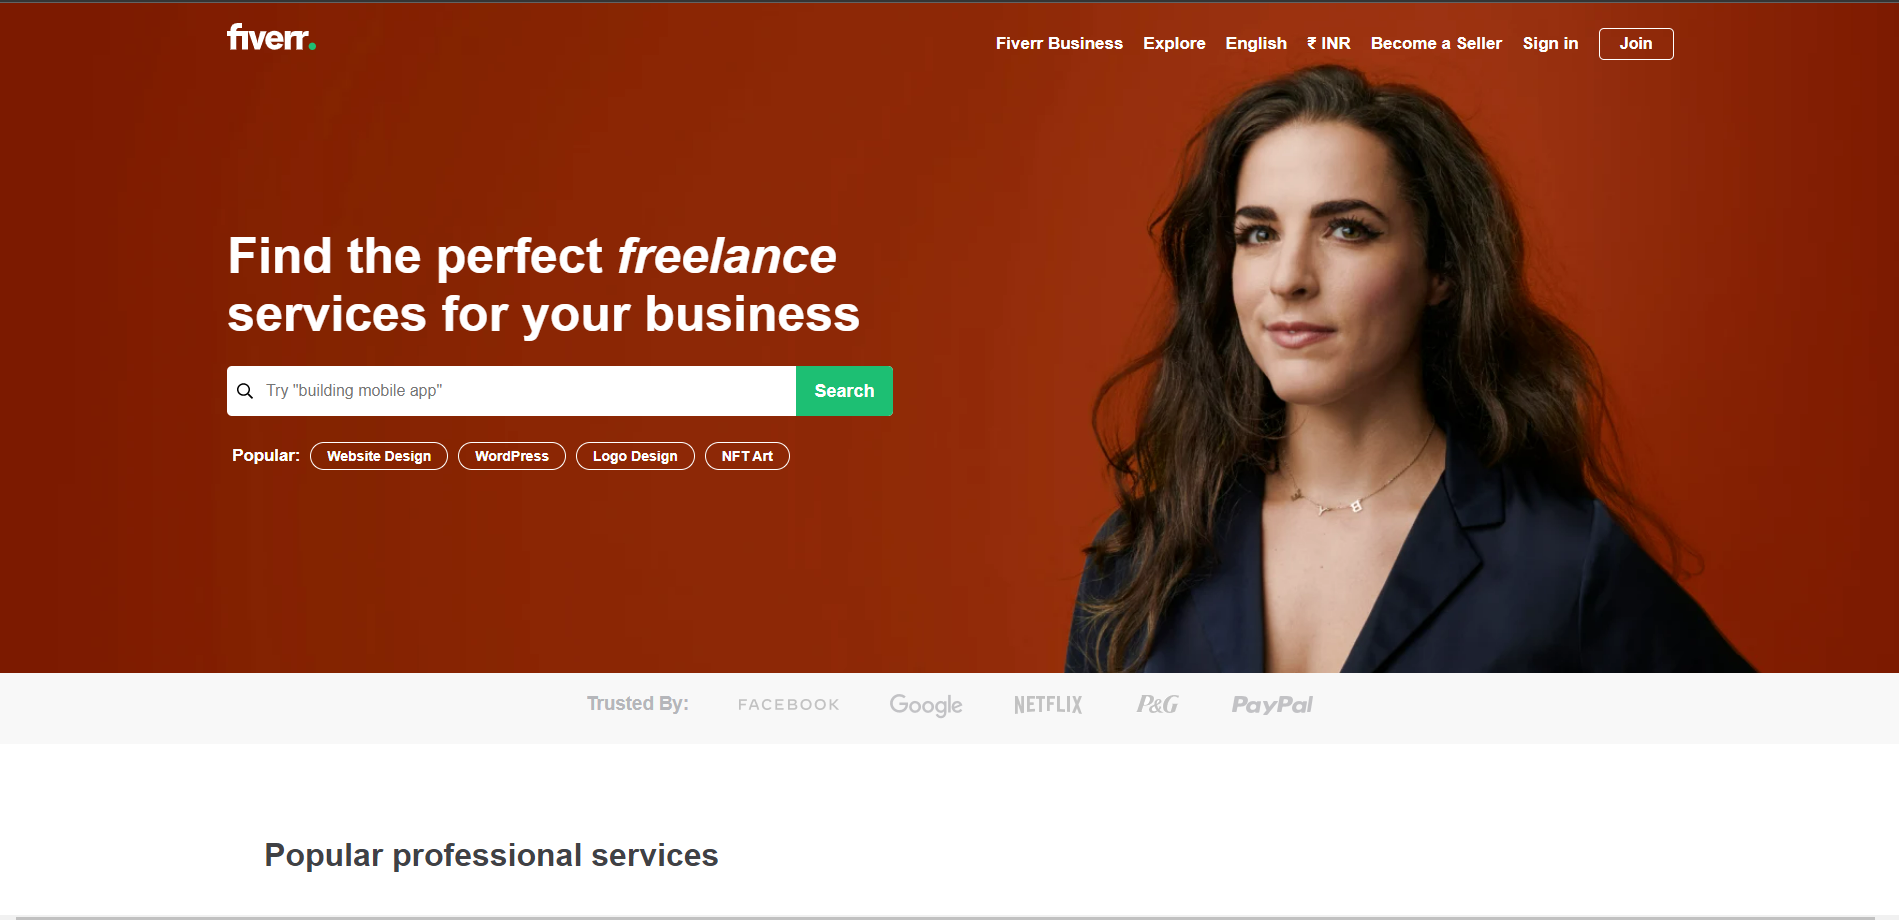 fiverr.
Fiverr Business Explore English ₹ INR Become a Seller Sign in Join
Find the perfect freelance
services for your business
Try "building mobile app" Search
Popular: Website Design WordPress Logo Design NFT Art
Trusted By: FACEBOOK Google NETFLIX P&G PayPal
Popular professional services